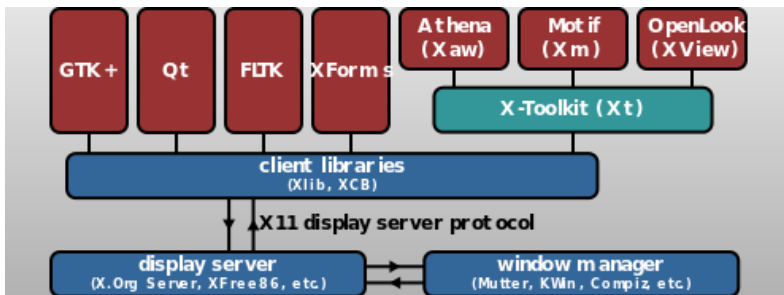 GTK+
Qt
FLTK
XForms
Athena
(Xaw)
Motif
(Xm)
OpenLook
(XView)
X-Toolkit (Xt)
client libraries
(Xlib, XCB)
X11 display server protocol
display server
(X.Org Server, XFree86, etc.)
window manager
(Mutter, KWin, Compiz, etc.)